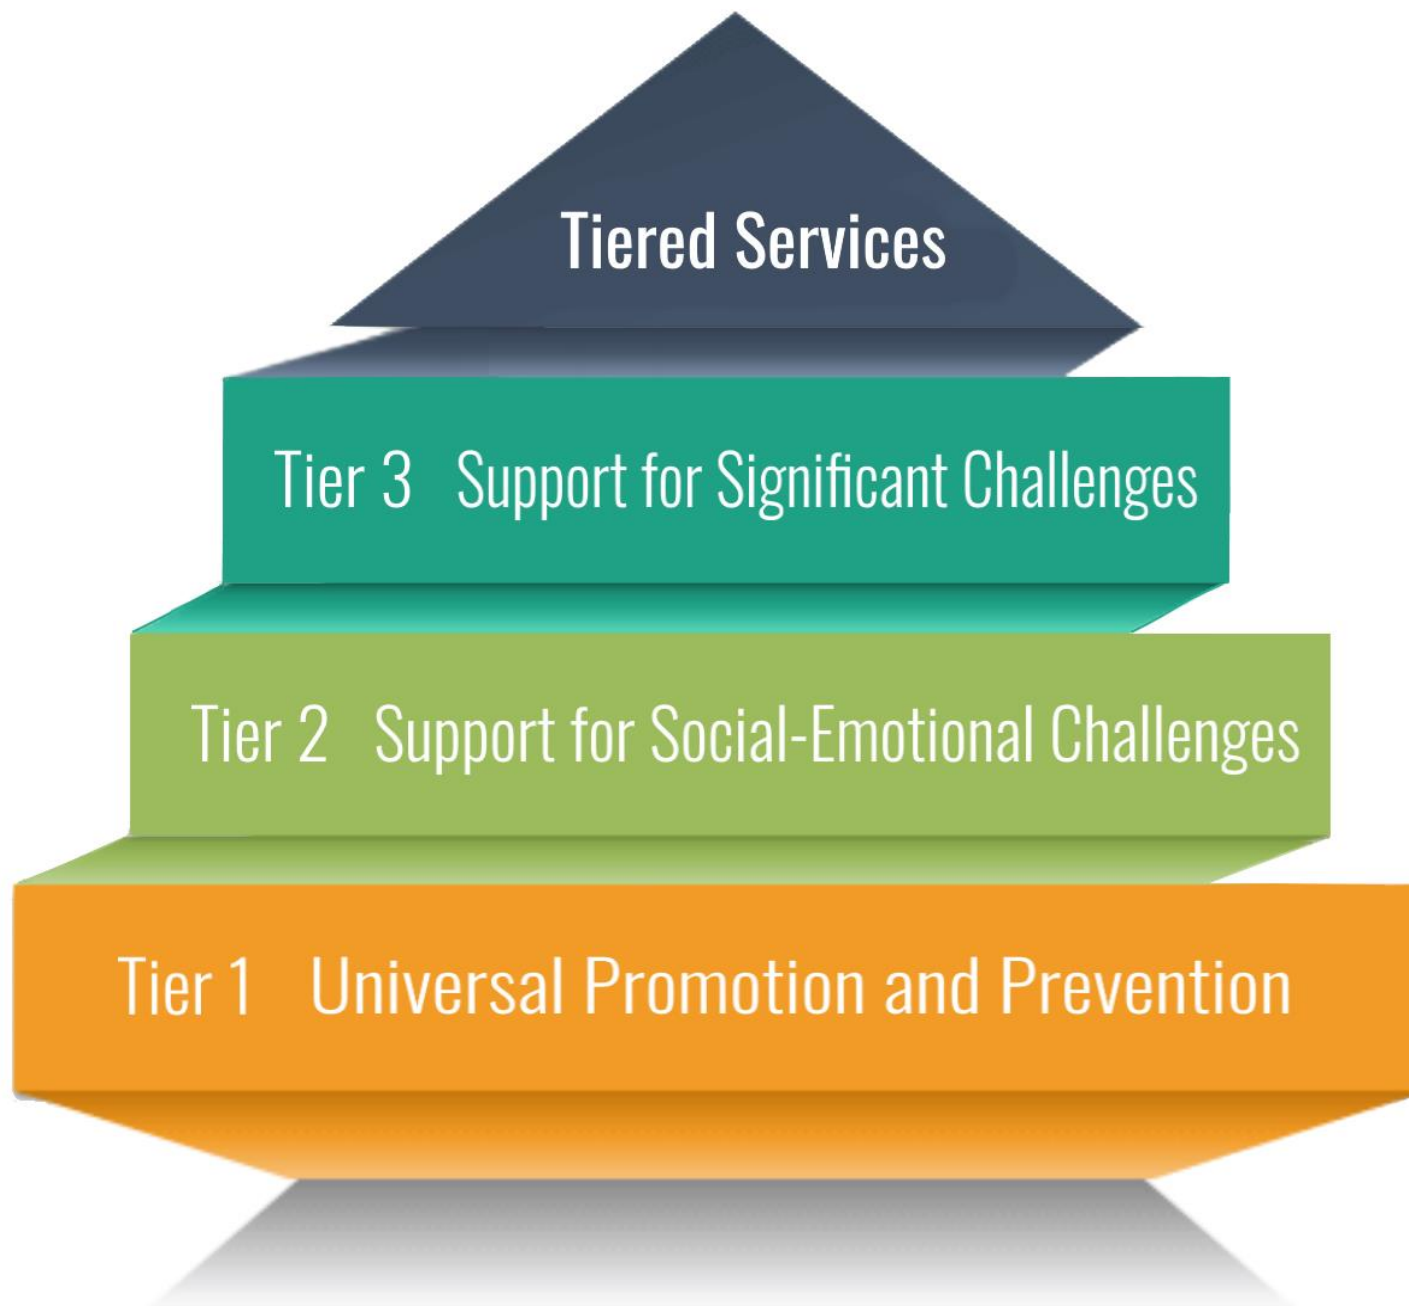 Tiered Services
Tier 3 Support for Significant Challenges
Tier 2 Support for Social-Emotional Challenges
Tier 1 Universal Promotion and Prevention